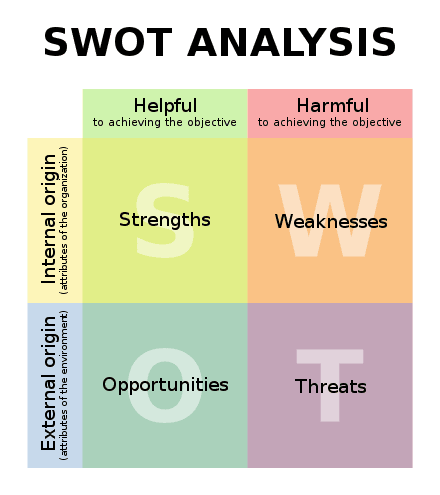 SWOT ANALYSIS
Helpful
to achieving the objective
Harmful
to achieving the objective
Internal origin
(attributes of the organization)
S
Strengths
W
Weaknesses
External origin
(attributes of the environment)
O
Opportunities
T
Threats